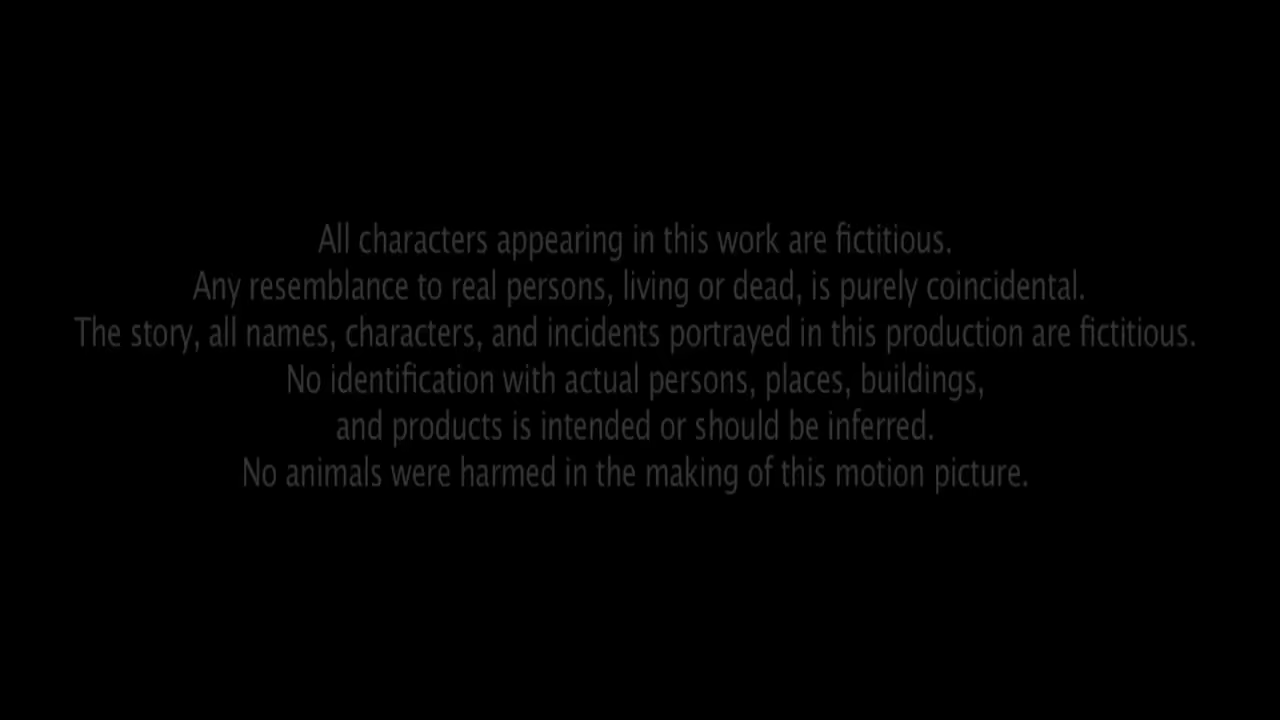 All characters appearing in this work are fictitious.
Any resemblance to real persons, living or dead, is purely coincidental.
The story, all names, characters, and incidents portrayed in this production are fictitious.
No identification with actual persons, places, buildings,
and products is intended or should be inferred.
No animals were harmed in the making of this motion picture.